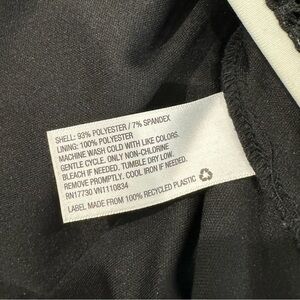 SHELL: 93% POLYESTER / 7% SPANDEX
LINING: 100% POLYESTER
MACHINE WASH COLD WITH LIKE COLORS.
GENTLE CYCLE. ONLY NON-CHLORINE
BLEACH IF NEEDED. TUMBLE DRY LOW.
REMOVE PROMPTLY. COOL IRON IF NEEDED.
RN17730 VN1110834
LABEL MADE FROM 100% RECYCLED PLASTIC